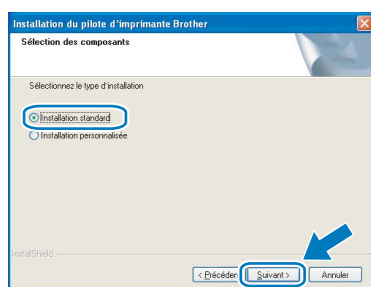 Installation du pilote d'imprimante Brother
Sélection des composants
Sélectionnez le type d'installation
Installation standard
Installation personnalisée
InstallShield
< Précéden
Suivant >
Annuler